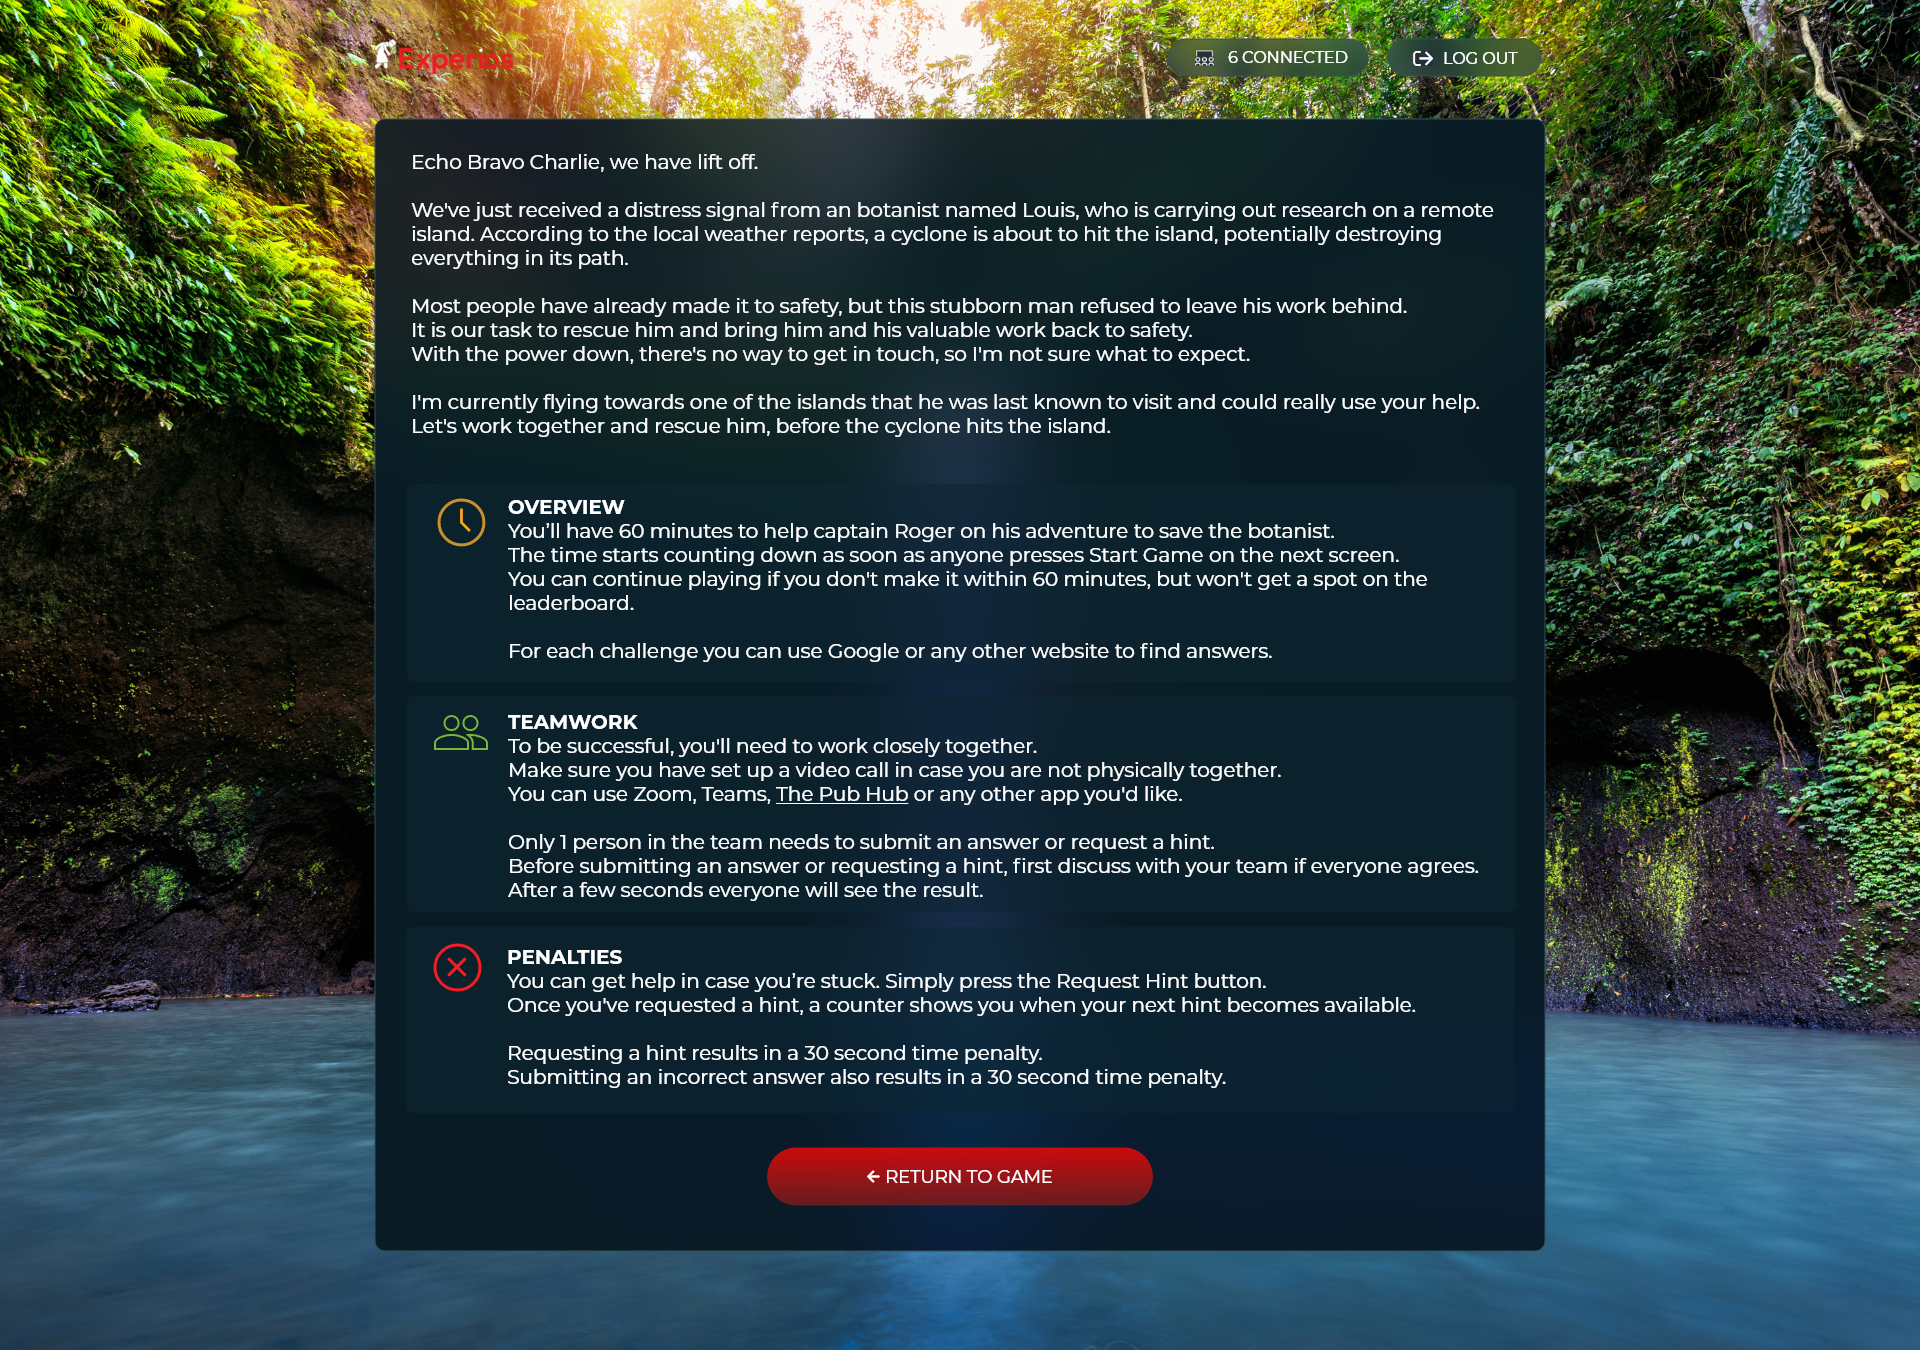 Experios
6 CONNECTED
LOG OUT
Echo Bravo Charlie, we have lift off.
We've just received a distress signal from an botanist named Louis, who is carrying out research on a remote
island. According to the local weather reports, a cyclone is about to hit the island, potentially destroying
everything in its path.
Most people have already made it to safety, but this stubborn man refused to leave his work behind.
It is our task to rescue him and bring him and his valuable work back to safety.
With the power down, there's no way to get in touch, so I'm not sure what to expect.
I'm currently flying towards one of the islands that he was last known to visit and could really use your help.
Let's work together and rescue him, before the cyclone hits the island.
OVERVIEW
You’ll have 60 minutes to help captain Roger on his adventure to save the botanist.
The time starts counting down as soon as anyone presses Start Game on the next screen.
You can continue playing if you don't make it within 60 minutes, but won't get a spot on the
leaderboard.
For each challenge you can use Google or any other website to find answers.
TEAMWORK
To be successful, you'll need to work closely together.
Make sure you have set up a video call in case you are not physically together.
You can use Zoom, Teams, The Pub Hub or any other app you'd like.
Only 1 person in the team needs to submit an answer or request a hint.
Before submitting an answer or requesting a hint, first discuss with your team if everyone agrees.
After a few seconds everyone will see the result.
PENALTIES
You can get help in case you’re stuck. Simply press the Request Hint button.
Once you've requested a hint, a counter shows you when your next hint becomes available.
Requesting a hint results in a 30 second time penalty.
Submitting an incorrect answer also results in a 30 second time penalty.
← RETURN TO GAME